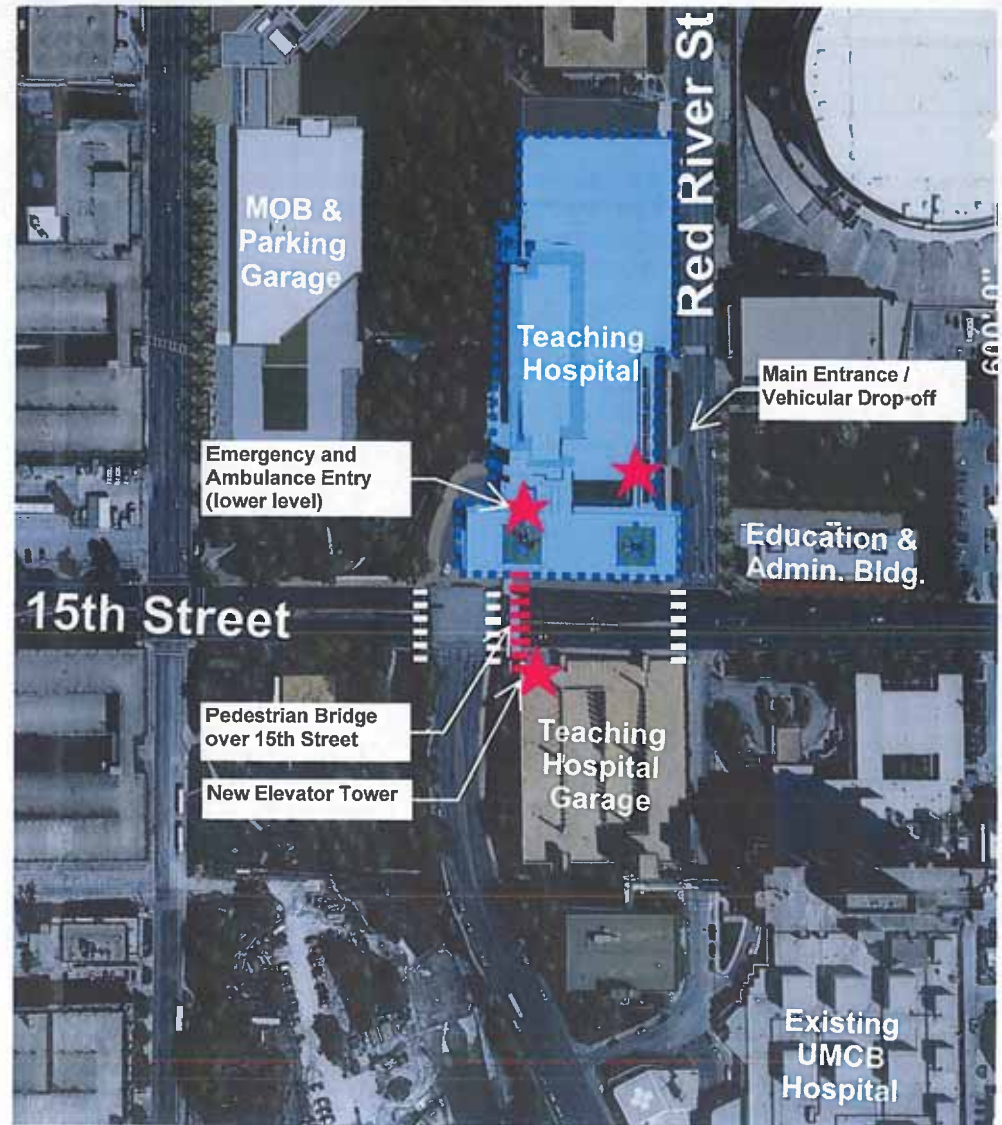 Red River St
MOB &
Parking
Garage
Teaching
Hospital
600'0"
Main Entrance /
Vehicular Drop-off
Emergency and
Ambulance Entry
(lower level)
Education &
Admin. Bldg.
15th Street
Pedestrian Bridge
over 15th Street
Teaching
Hospital
Garage
New Elevator Tower
Existing
UMCB
Hospital